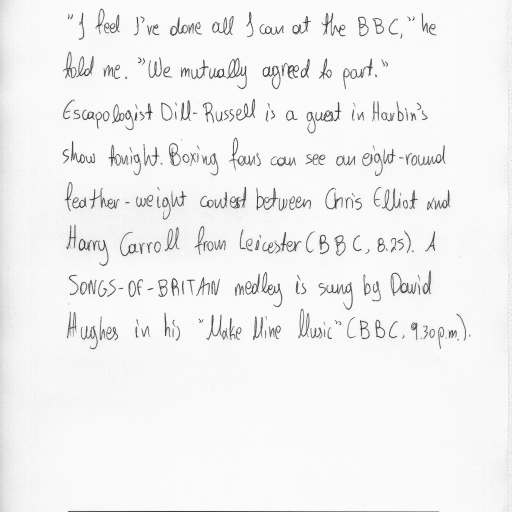 "I feel I've done all I can at the BBC," he
told me. "We mutually agreed to part."
Escapologist Dill-Russell is a guest in Harbin's
show tonight. Boxing fans can see an eight-round
feather-weight contest between Chris Elliot and
Harry Carroll from Leicester (BBC, 8.25). A
SONGS-OF-BRITAIN medley is sung by David
Hughes in his "Make Mine Music" (BBC, 9.30p.m.).